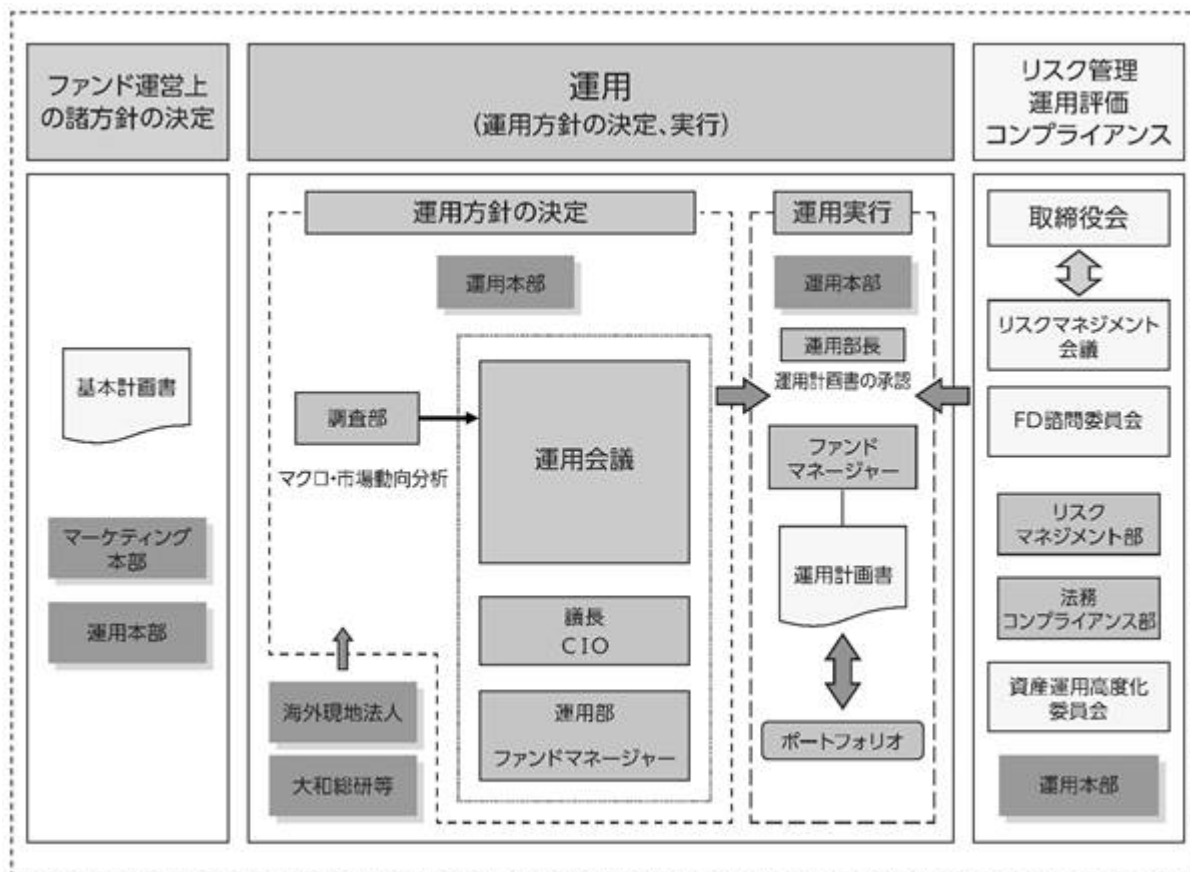 ファンド運営上
の諸方針の決定
運用
(運用方針の決定、実行)
リスク管理
運用評価
コンプライアンス
基本計画書
マーケティング
本部
運用本部
運用方針の決定
運用本部
調査部
マクロ・市場動向分析
運用会議
議長
CIO
運用部
ファンドマネージャー
海外現地法人
大和総研等
運用実行
運用本部
運用部長
運用計画書の承認
ファンド
マネージャー
運用計画書
ポートフォリオ
取締役会
リスクマネジメント
会議
FD諮問委員会
リスク
マネジメント部
法務
コンプライアンス部
資産運用高度化
委員会
運用本部